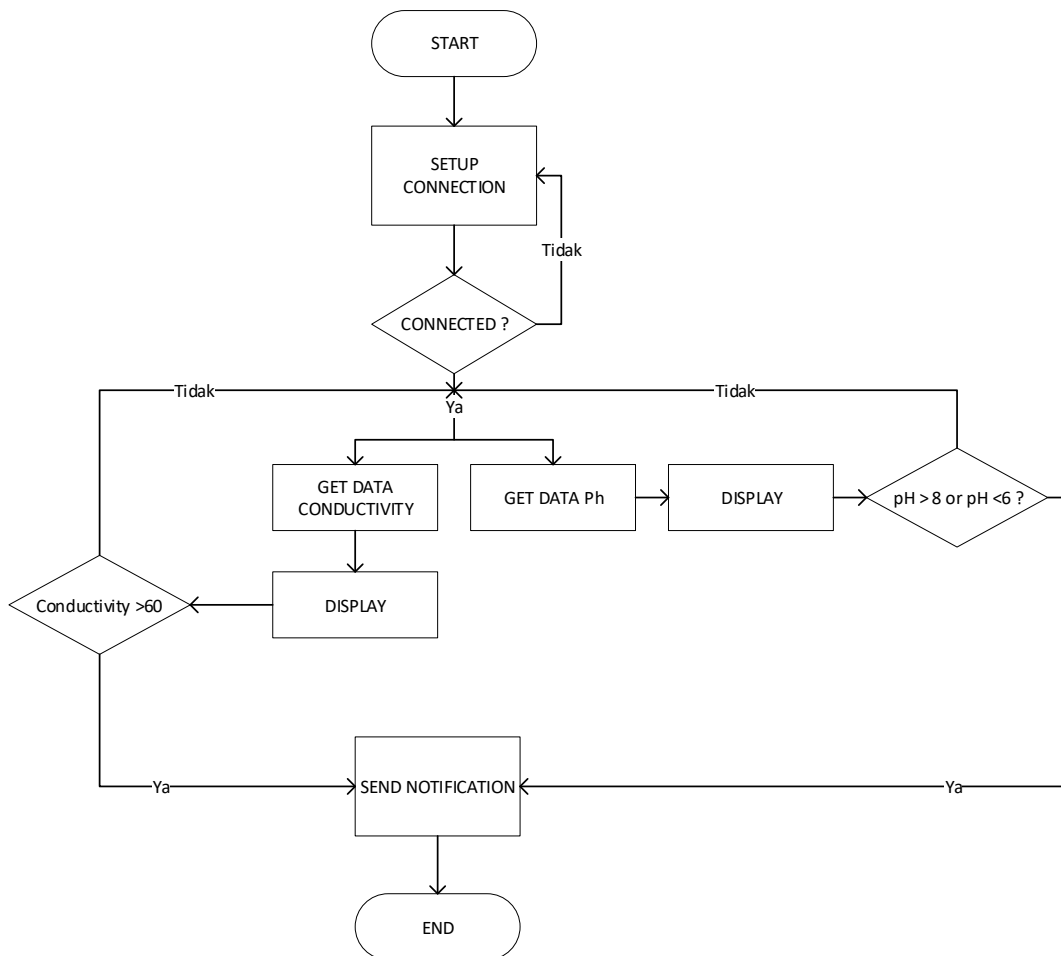 START
SETUP
CONNECTION
Tidak
CONNECTED ?
Tidak
Tidak
Ya
GET DATA
CONDUCTIVITY
GET DATA Ph
DISPLAY
pH > 8 or pH <6 ?
Conductivity >60
DISPLAY
Ya
SEND NOTIFICATION
Ya
END